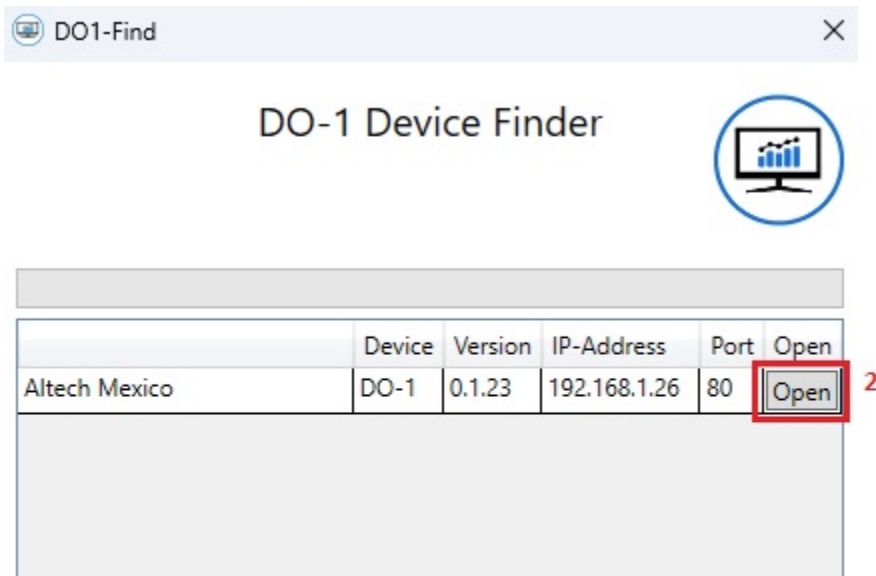 DO1-Find
DO-1 Device Finder
Device Version IP-Address Port Open
Altech Mexico DO-1 0.1.23 192.168.1.26 80 Open 2